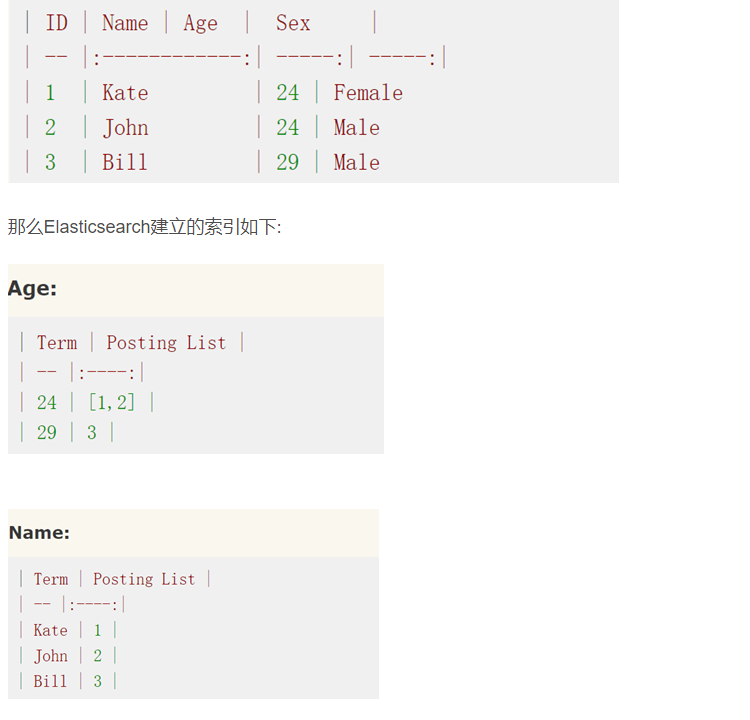 | ID | Name | Age  |  Sex     |
| -- |:------------:| -----:| -----:|
| 1  | Kate         | 24 | Female
| 2  | John         | 24 | Male
| 3  | Bill         | 29 | Male
那么Elasticsearch建立的索引如下:
Age:
| Term | Posting List |
| -- |:----:|
| 24 | [1,2] |
| 29 | 3 |
Name:
| Term | Posting List |
| -- |:----:|
| Kate | 1 |
| John | 2 |
| Bill | 3 |